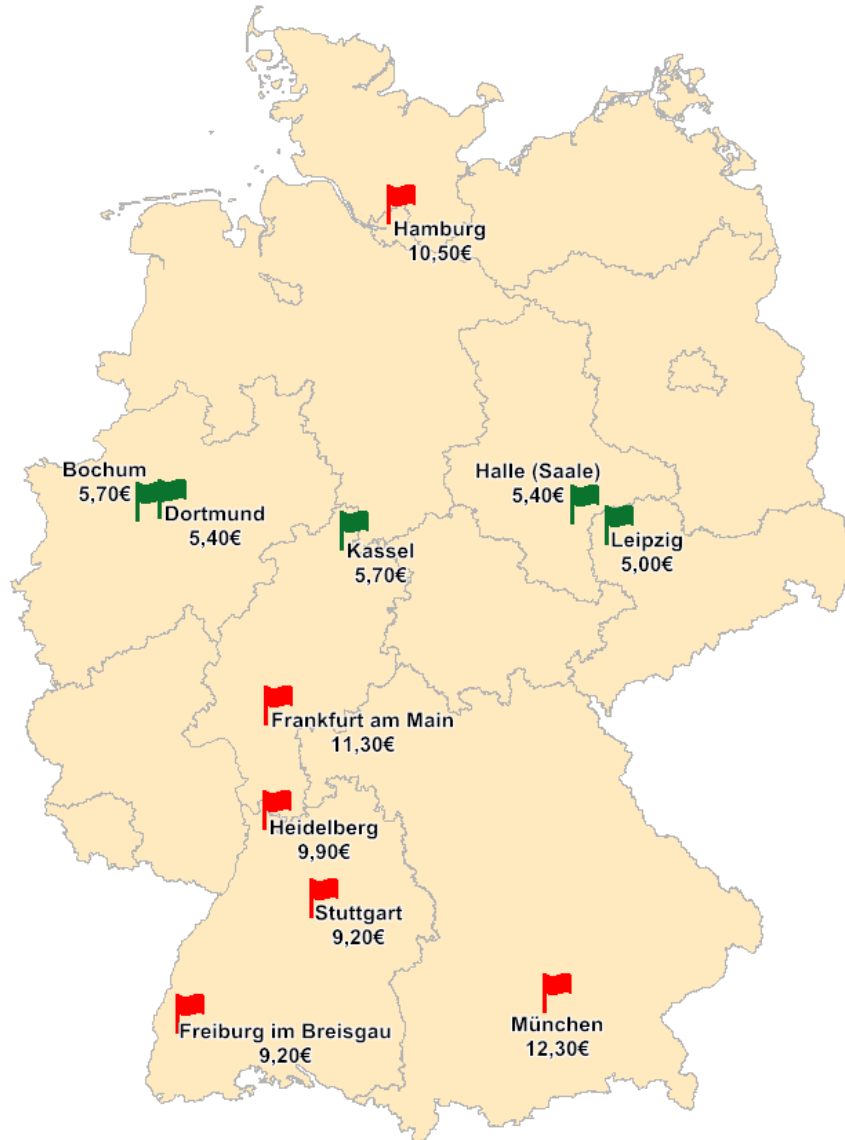 Hamburg
10,50€
Bochum
5,70€
Dortmund
5,40€
Halle (Saale)
5,40€
Kassel
5,70€
Leipzig
5,00€
Frankfurt am Main
11,30€
Heidelberg
9,90€
Stuttgart
9,20€
Freiburg im Breisgau
9,20€
München
12,30€